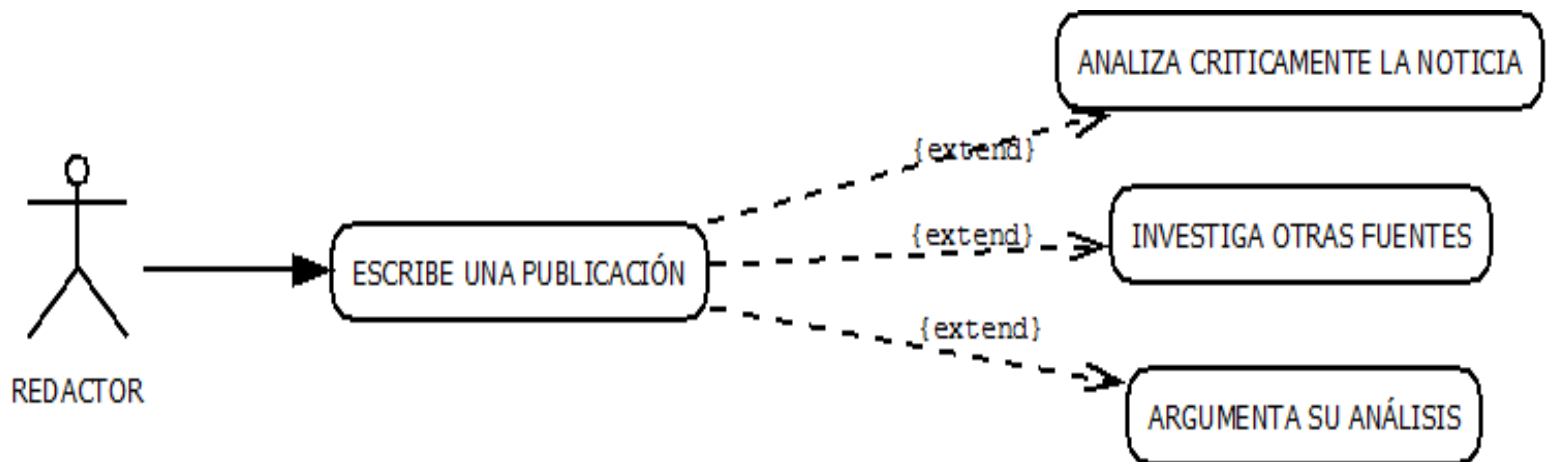 ANALIZA CRITICAMENTE LA NOTICIA
{extend}
INVESTIGA OTRAS FUENTES
{extend}
ESCRIBE UNA PUBLICACIÓN
{extend}
REDACTOR
ARGUMENTA SU ANÁLISIS